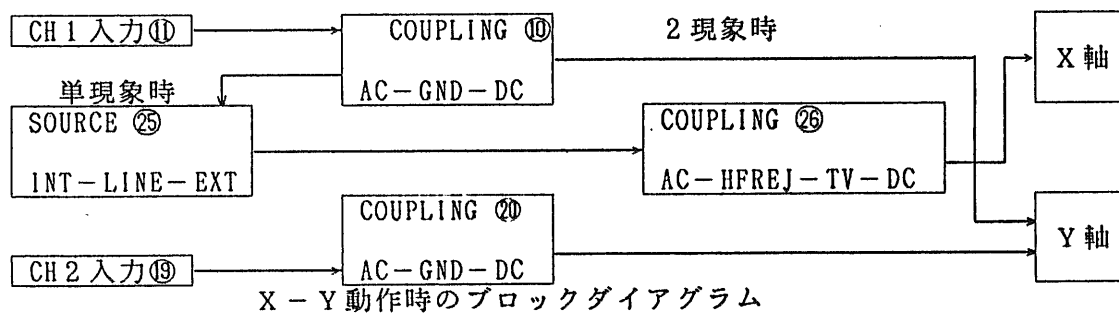 CH1入力⑪
COUPLING ⑩
AC-GND-DC
2現象時
X軸
単現象時
SOURCE ㉕
INT-LINE-EXT
COUPLING ㉖
AC-HFREJ-TV-DC
CH2入力⑲
COUPLING ⑳
AC-GND-DC
Y軸
X-Y動作時のブロックダイアグラム